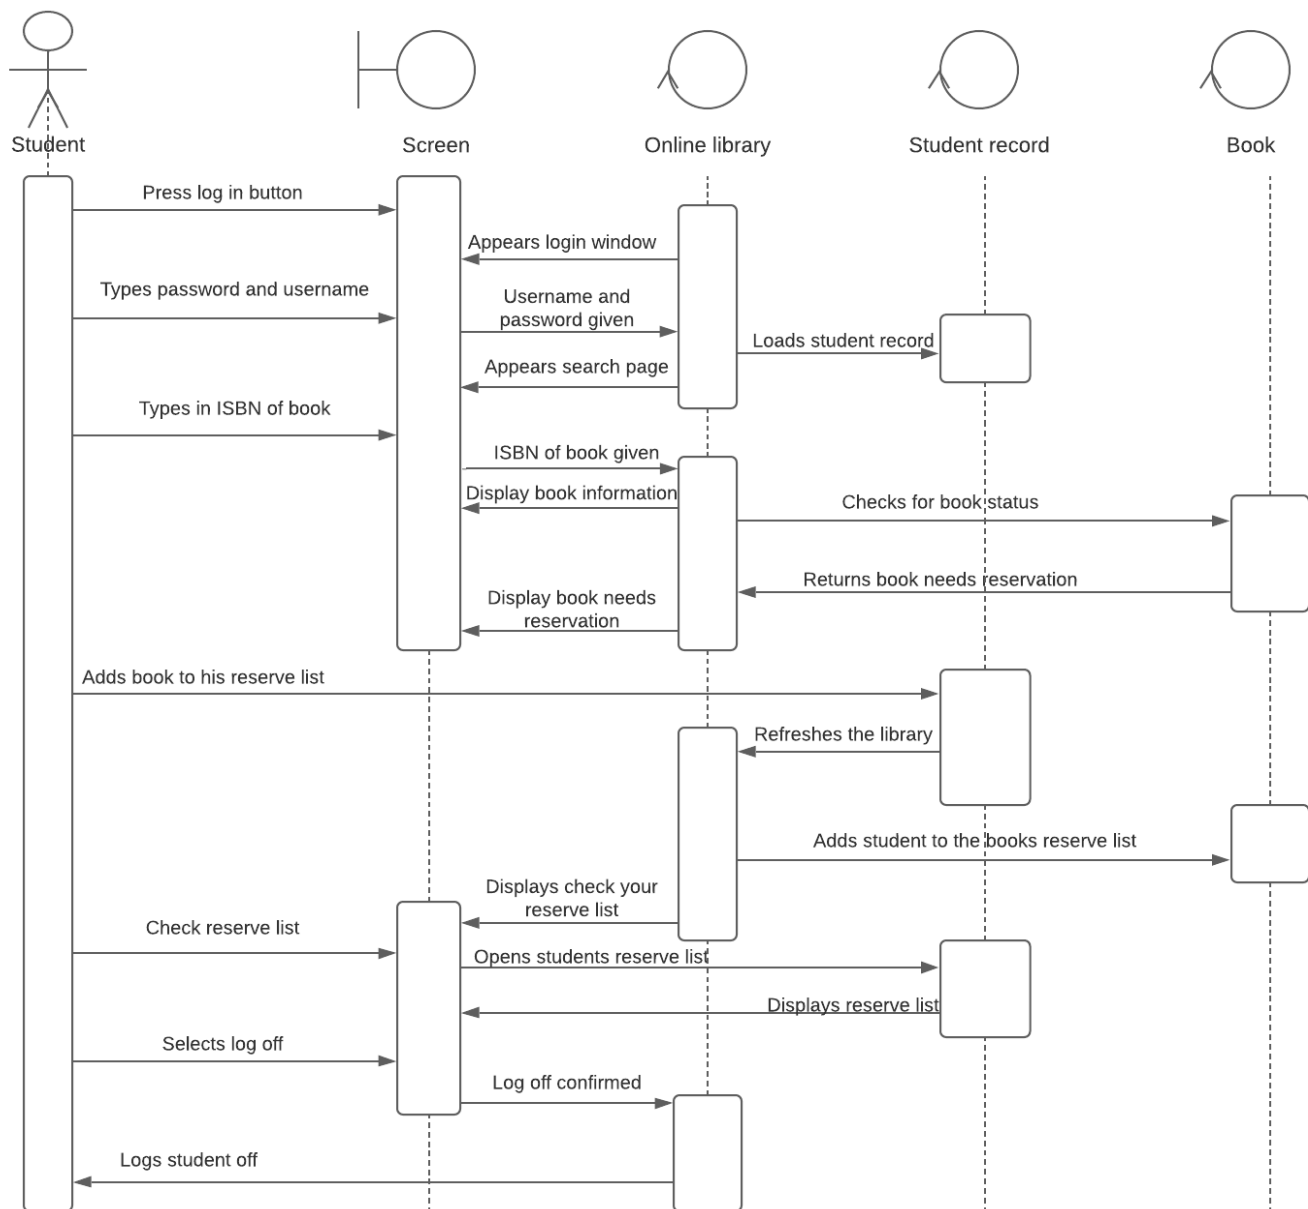 Student
Screen
Online library
Student record
Book
Press log in button
Appears login window
Types password and username
Username and
password given
Loads student record
Appears search page
Types in ISBN of book
ISBN of book given
Display book information
Checks for book status
Returns book needs reservation
Display book needs
reservation
Adds book to his reserve list
Refreshes the library
Adds student to the books reserve list
Displays check your
reserve list
Check reserve list
Opens students reserve list
Displays reserve list
Selects log off
Log off confirmed
Logs student off